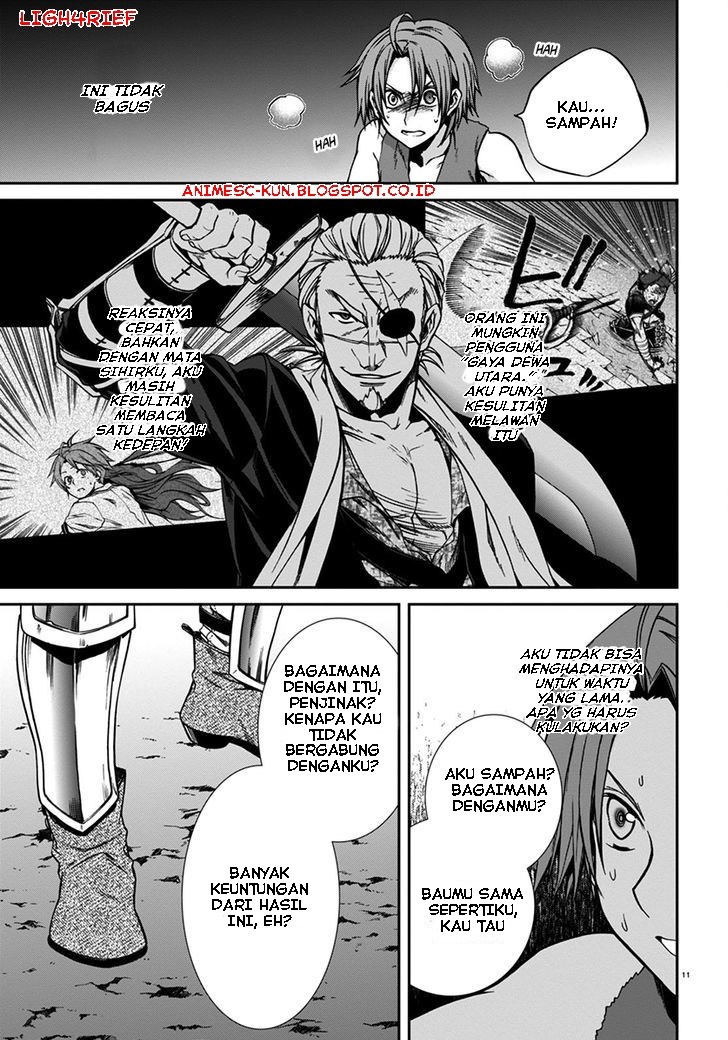 LIGH4RIEF
KAU...
SAMPAH!
HAH
HAH
INI TIDAK
BAGUS
ANIMESC-KUN.BLOGSPOT.CO.ID
ビュ
ORANG INI
MUNGKIN
PENGGUNA
"GAYA DEWA
UTARA."
AKU PUNYA
KESULITAN
MELAWAN
ITU
REAKSINYA
CEPAT,
BAHKAN
DENGAN MATA
SIHIRKU, AKU
MASIH
KESULITAN
MEMBACA
SATU LANGKAH
KEDEPAN!
AKU TIDAK BISA
MENGHADAPINYA
UNTUK WAKTU
YANG LAMA..
APA YG HARUS
KULAKUKAN?
AKU SAMPAH?
BAGAIMANA
DENGANMU?
BAUMU SAMA
SEPERTIKU,
KAU TAU
BAGAIMANA
DENGAN ITU,
PENJINAK?
KENAPA KAU
TIDAK
BERGABUNG
DENGANKU?
BANYAK
KEUNTUNGAN
DARI HASIL
INI, EH?
11